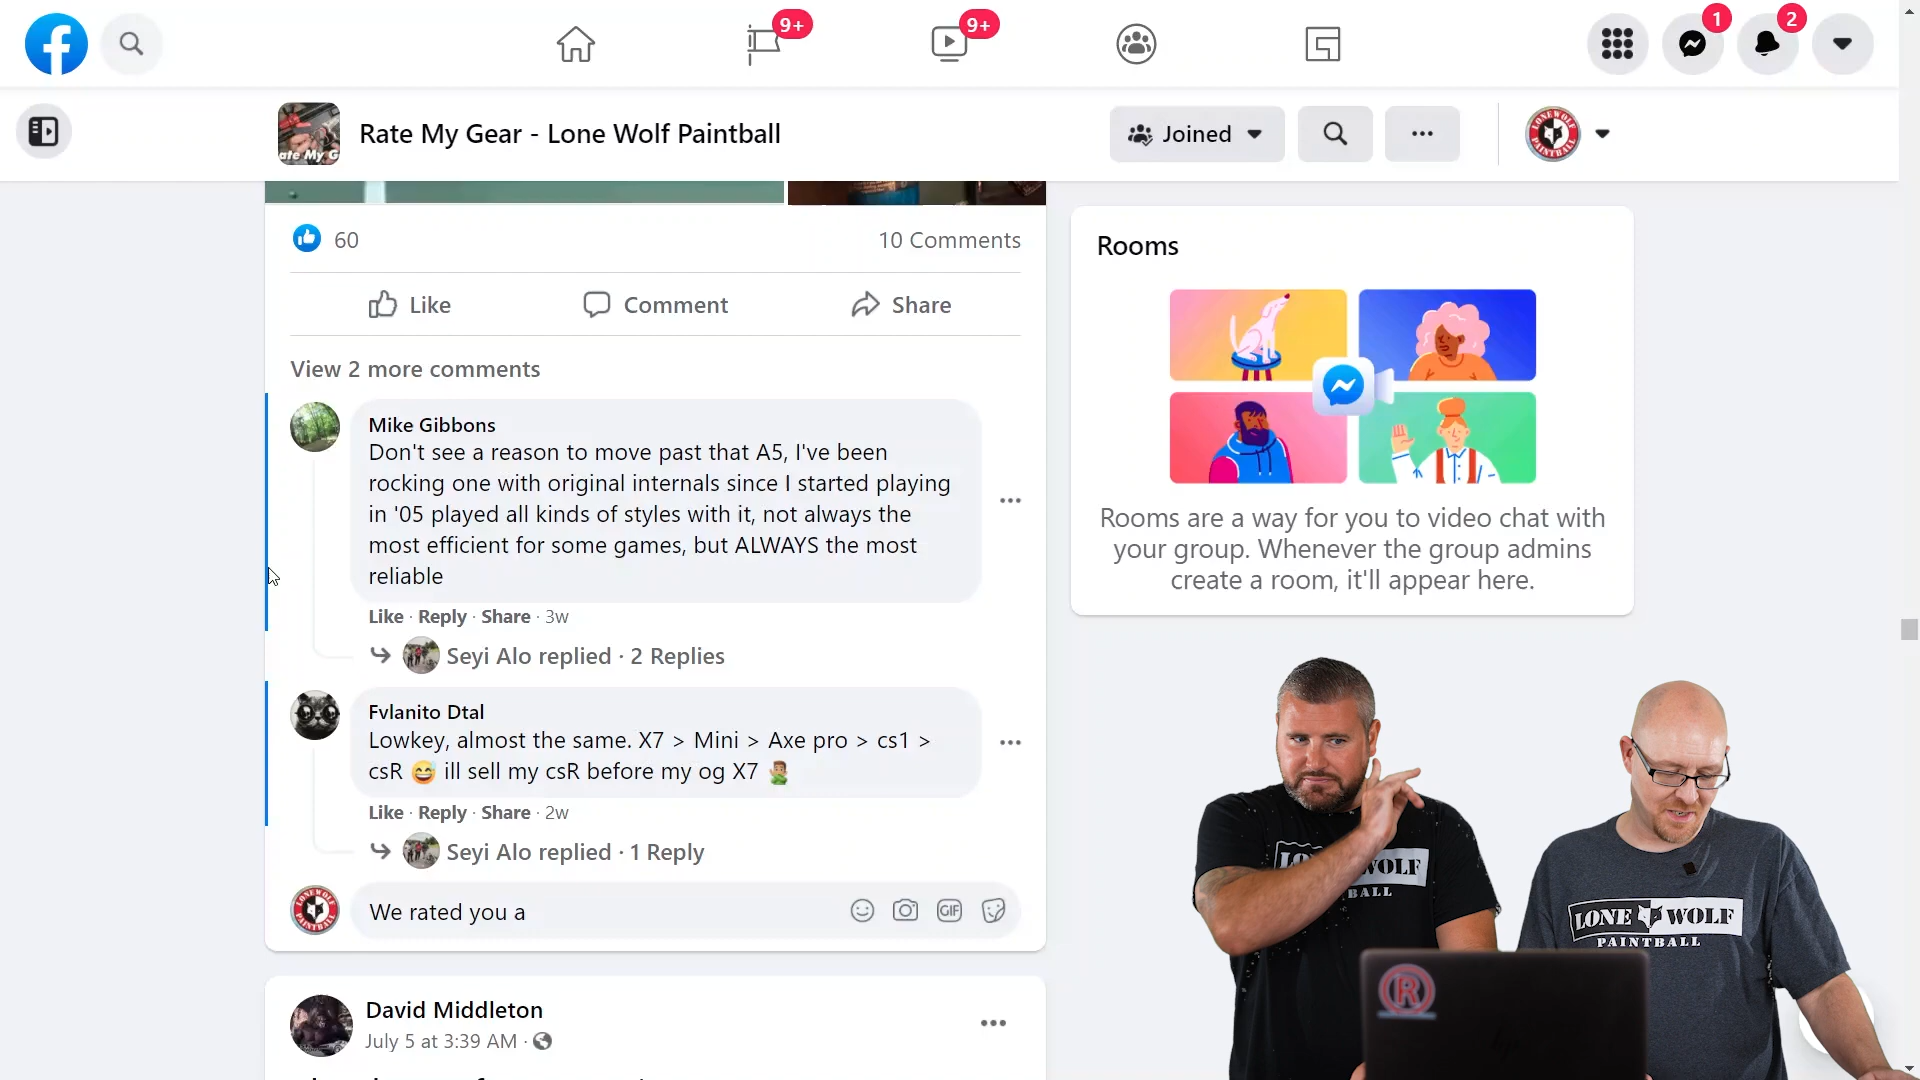 9+
9+
1
2
Rate My Gear - Lone Wolf Paintball
Joined
60
10 Comments
Like
Comment
Share
View 2 more comments
Mike Gibbons
Don't see a reason to move past that A5, I've been
rocking one with original internals since I started playing
in '05 played all kinds of styles with it, not always the
most efficient for some games, but ALWAYS the most
reliable
Like · Reply · Share · 3w
Seyi Alo replied · 2 Replies
Fvlanito Dtal
Lowkey, almost the same. X7 > Mini > Axe pro > cs1 >
csR 😅 ill sell my csR before my og X7 🤦🏽‍♂️
Like · Reply · Share · 2w
Seyi Alo replied · 1 Reply
We rated you a
GIF
David Middleton
July 5 at 3:39 AM ·
Rooms
Rooms are a way for you to video chat with
your group. Whenever the group admins
create a room, it'll appear here.
LONE WOLF
PAINTBALL
R